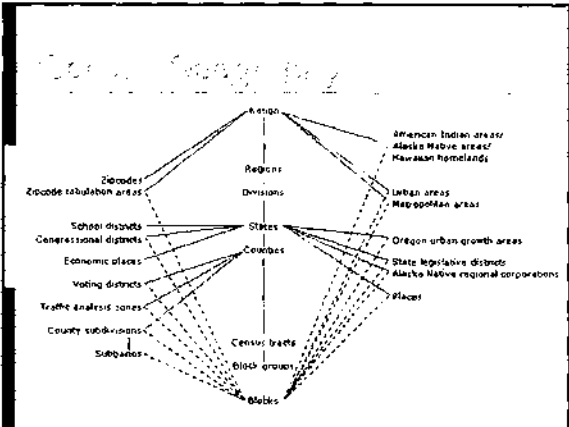 Nation
American Indian areas/
Alaska Native areas/
Hawaiian homelands
Regions
Zipcodes
Zipcode tabulation areas
Divisions
Urban areas
Metropolitan areas
School districts
Congressional districts
States
Oregon urban growth areas
Counties
Economic places
State legislative districts
Alaska Native regional corporations
Voting districts
Places
Traffic analysis zones
County subdivisions
Subbarrios
Census tracts
Block groups
Blocks